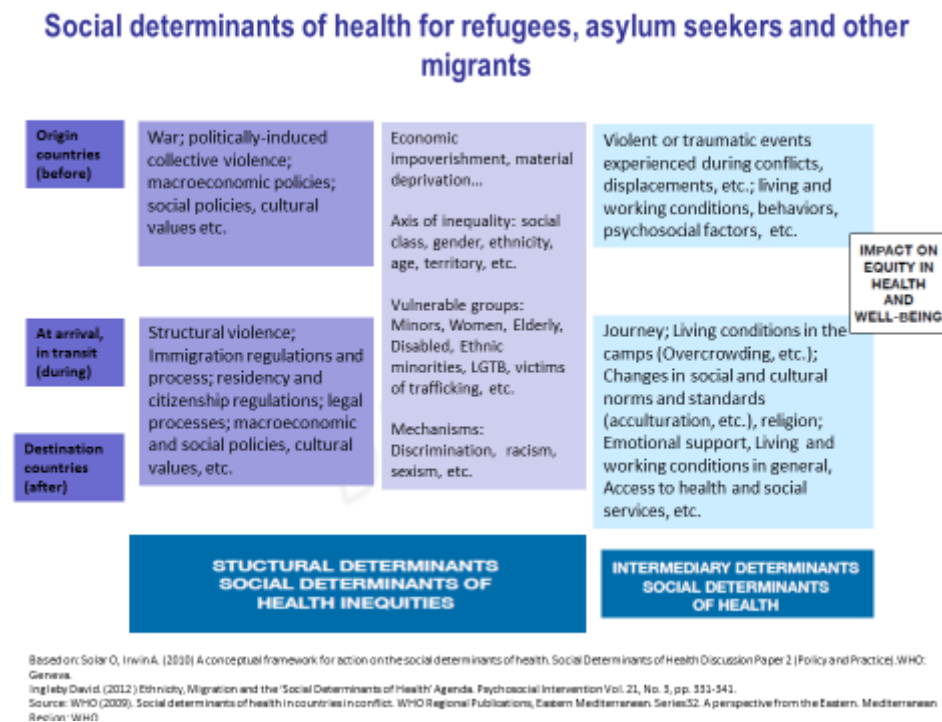 Social determinants of health for refugees, asylum seekers and other
migrants
Origin
countries
(before)
War; politically-induced
collective violence;
macroeconomic policies;
social policies, cultural
values etc.
Economic
impoverishment, material
deprivation...
Axis of inequality: social
class, gender, ethnicity,
age, territory, etc.
Vulnerable groups:
Minors, Women, Elderly,
Disabled, Ethnic
minorities, LGTB, victims
of trafficking, etc.
Mechanisms:
Discrimination, racism,
sexism, etc.
Violent or traumatic events
experienced during conflicts,
displacements, etc.; living and
working conditions, behaviors,
psychosocial factors, etc.
IMPACT ON
EQUITY IN
HEALTH
AND
WELL-BEING
At arrival,
in transit
(during)
Structural violence;
Immigration regulations and
process; residency and
citizenship regulations; legal
processes; macroeconomic
and social policies, cultural
values, etc.
Journey; Living conditions in the
camps (Overcrowding, etc.);
Changes in social and cultural
norms and standards
(acculturation, etc.), religion;
Emotional support, Living and
working conditions in general,
Access to health and social
services, etc.
Destination
countries
(after)
STUCTURAL DETERMINANTS
SOCIAL DETERMINANTS OF
HEALTH INEQUITIES
INTERMEDIARY DETERMINANTS
SOCIAL DETERMINANTS
OF HEALTH
Based on: Solar O, Irwin A. (2010) A conceptual framework for action on the social determinants of health. Social Determinants of Health Discussion Paper 2 (Policy and Practice). WHO:
Geneva.
Ingleby David. (2012) Ethnicity, Migration and the 'Social Determinants of Health' Agenda. Psychosocial Intervention Vol. 21, No. 3, pp. 331-341.
Source: WHO (2009). Social determinants of health in countries in conflict. WHO Regional Publications, Eastern Mediterranean. Series 32. A perspective from the Eastern. Mediterranean
Region: WHO